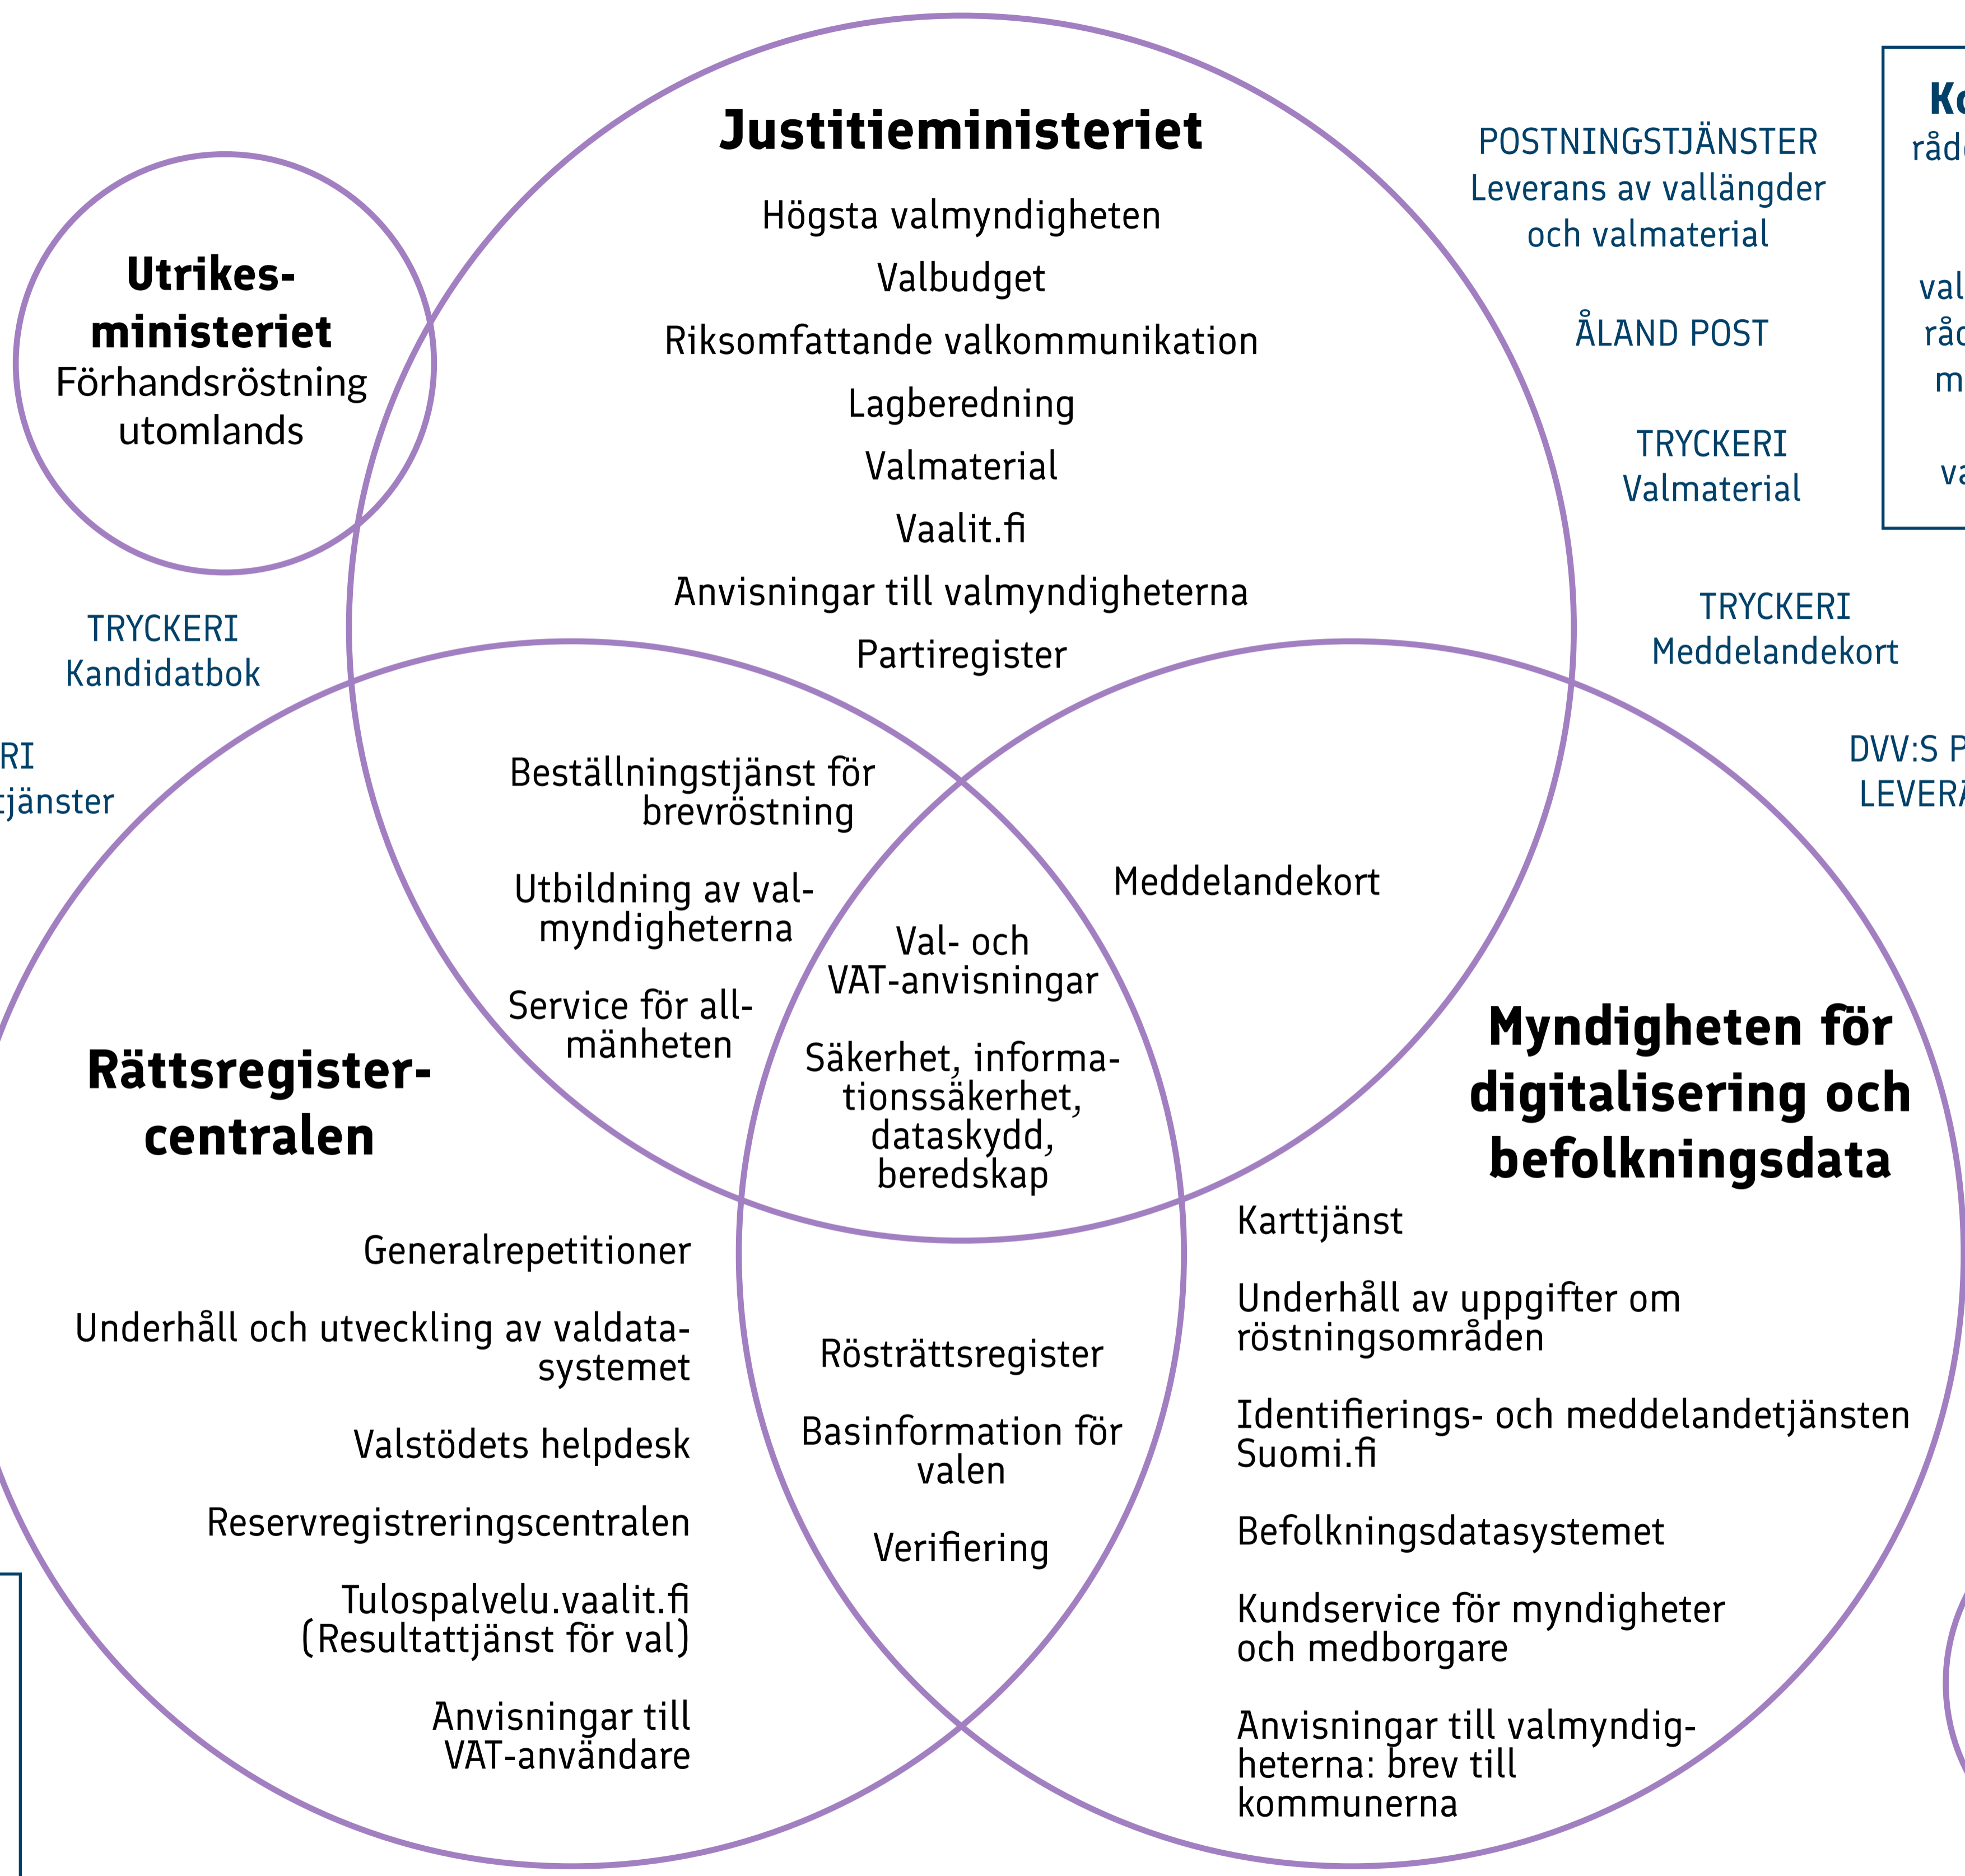 Justitieministeriet
Högsta valmyndigheten
Valbudget
Riksomfattande valkommunikation
Lagberedning
Valmaterial
Vaalit.fi
Anvisningar till valmyndigheterna
Partiregister
Utrikes-
ministeriet
Förhandsröstning
utomlands
POSTNINGSTJÄNSTER
Leverans av vallängder
och valmaterial
ÅLAND POST
TRYCKERI
Valmaterial
TRYCKERI
Meddelandekort
TRYCKERI
Kandidatbok
Beställningstjänst för
brevröstning
Utbildning av val-
myndigheterna
Service för all-
mänheten
Meddelandekort
Val- och
VAT-anvisningar
Säkerhet, informa-
tionssäkerhet,
dataskydd,
beredskap
Rättsregister-
centralen
Generalrepetitioner
Underhåll och utveckling av valdata-
systemet
Valstödets helpdesk
Reservregistreringscentralen
Tulospalvelu.vaalit.fi
(Resultattjänst för val)
Anvisningar till
VAT-användare
Rösträttsregister
Basinformation för
valen
Verifiering
Myndigheten för
digitalisering och
befolkningsdata
Karttjänst
Underhåll av uppgifter om
röstningsområden
Identifierings- och meddelandetjänsten
Suomi.fi
Befolkningsdatasystemet
Kundservice för myndigheter
och medborgare
Anvisningar till valmyndig-
heterna: brev till
kommunerna
DVV:S